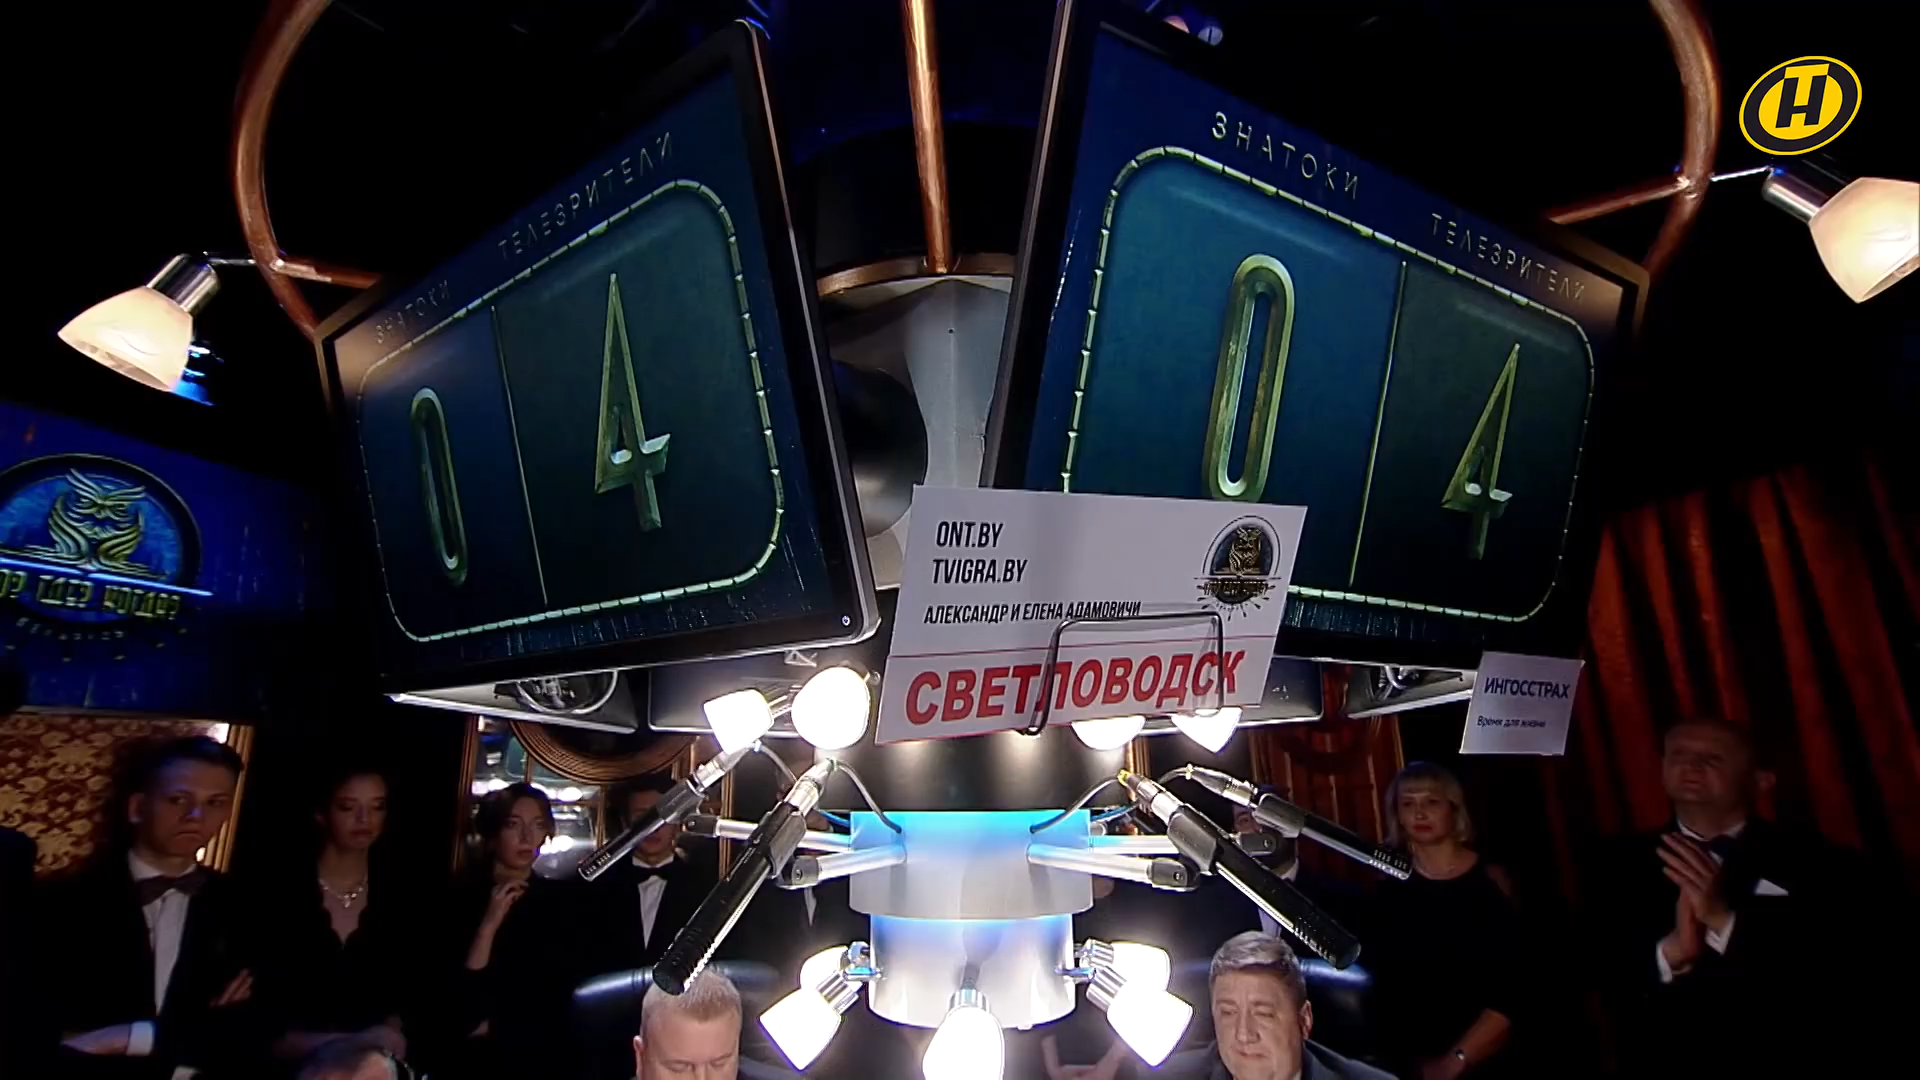 ЗНАТОКИ ТЕЛЕЗРИТЕЛИ
0 4
ЗНАТОКИ ТЕЛЕЗРИТЕЛИ
0 4
ОНТ
ONT.BY
TVIGRA.BY
АЛЕКСАНДР И ЕЛЕНА АДАМОВИЧИ
СВЕТЛОВОДСК
ИНГОССТРАХ
Время для жизни